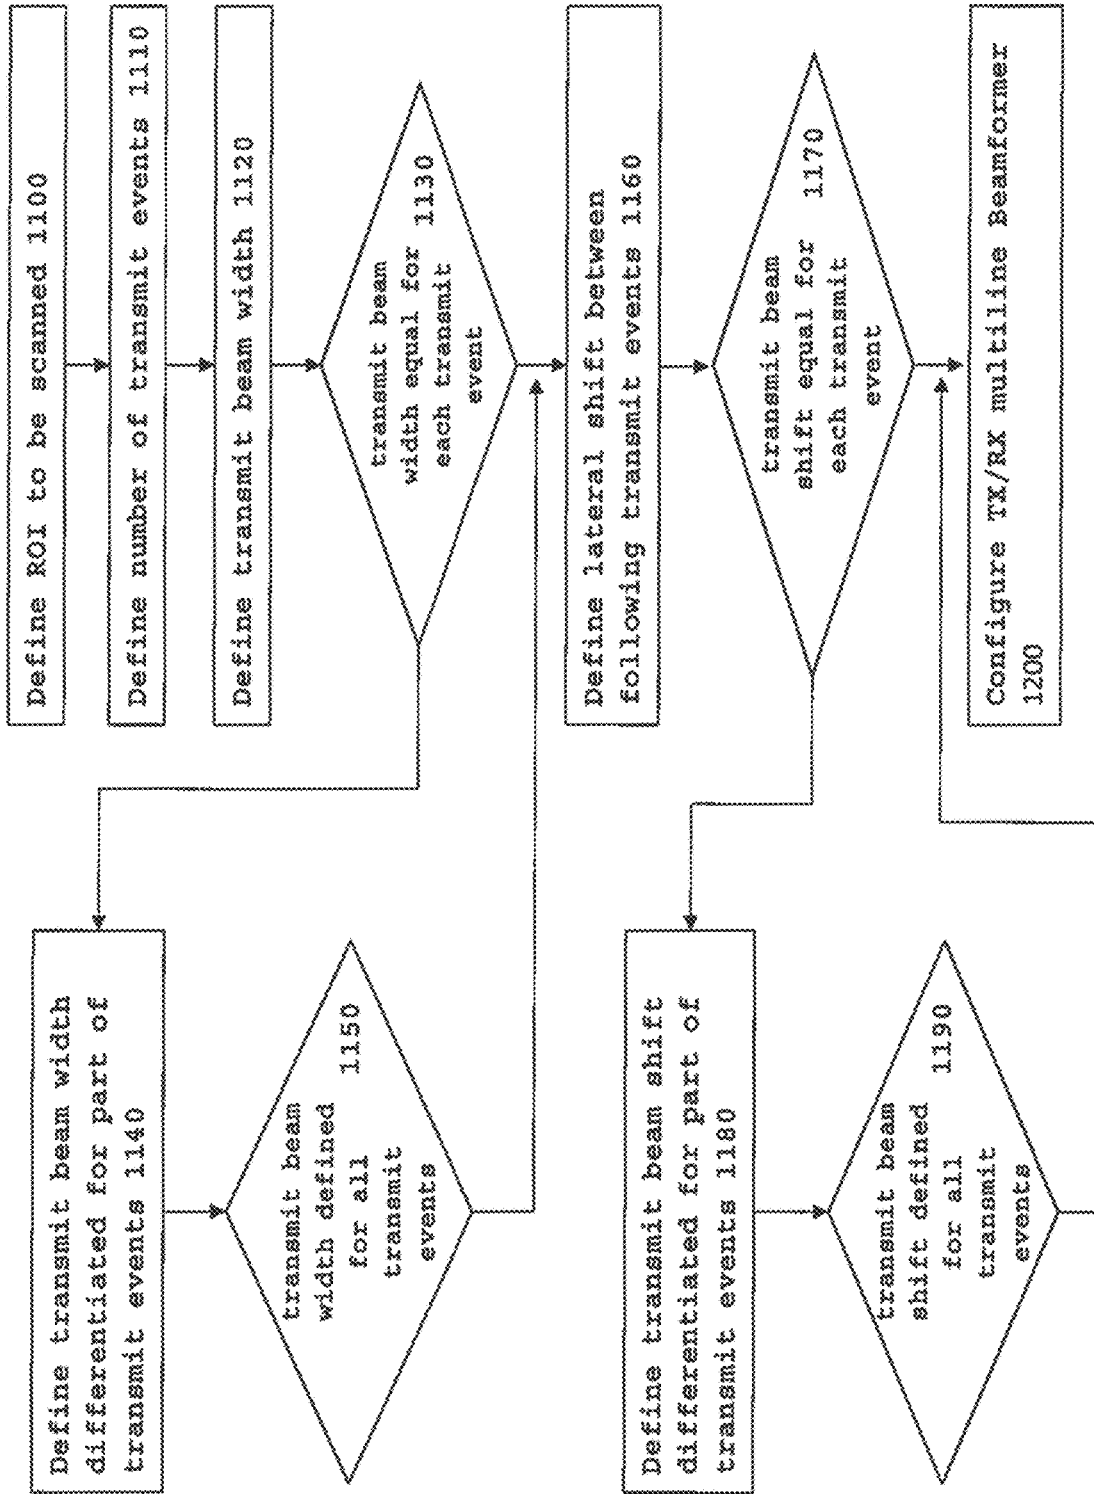 Define ROI to be scanned 1100
Define number of transmit events 1110
Define transmit beam width 1120
transmit beam
width equal for 1130
each transmit
event
Define transmit beam width
differentiated for part of
transmit events 1140
transmit beam
width defined 1150
for all
transmit
events
Define lateral shift between
following transmit events 1160
transmit beam
shift equal for 1170
each transmit
event
Define transmit beam shift
differentiated for part of
transmit events 1180
transmit beam
shift defined 1190
for all
transmit
events
Configure TX/RX multiline Beamformer
1200